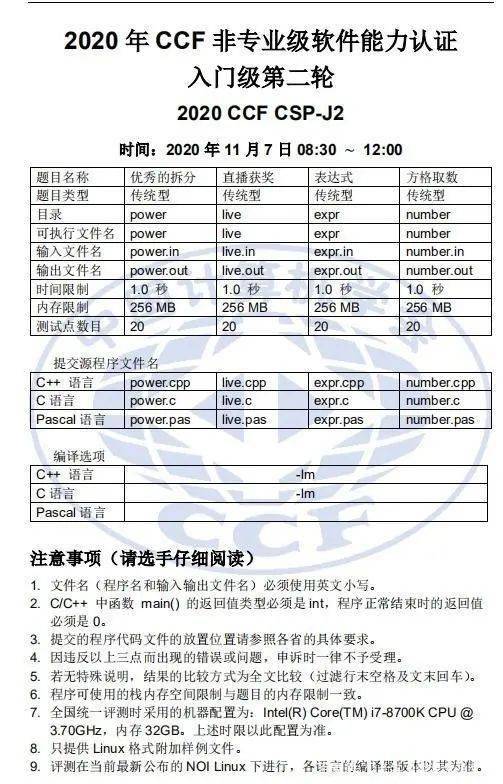 2020 年 CCF 非专业级软件能力认证
入门级第二轮
2020 CCF CSP-J2
时间：2020 年 11 月 7 日 08:30 ~ 12:00
题目名称 优秀的拆分 直播获奖 表达式 方格取数
题目类型 传统型 传统型 传统型 传统型
目录 power live expr number
可执行文件名 power live expr number
输入文件名 power.in live.in expr.in number.in
输出文件名 power.out live.out expr.out number.out
时间限制 1.0 秒 1.0 秒 1.0 秒 1.0 秒
内存限制 256 MB 256 MB 256 MB 256 MB
测试点数目 20 20 20 20
提交源程序文件名
C++ 语言 power.cpp live.cpp expr.cpp number.cpp
C 语言 power.c live.c expr.c number.c
Pascal 语言 power.pas live.pas expr.pas number.pas
编译选项
C++ 语言 -lm
C 语言 -lm
Pascal 语言
注意事项（请选手仔细阅读）
1. 文件名（程序名和输入输出文件名）必须使用英文小写。
2. C/C++ 中函数 main() 的返回值类型必须是 int，程序正常结束时的返回值
必须是 0。
3. 提交的程序代码文件的放置位置请参照各省的具体要求。
4. 因违反以上三点而出现的错误或问题，申诉时一律不予受理。
5. 若无特殊说明，结果的比较方式为全文比较（过滤行末空格及文末回车）。
6. 程序可使用的栈内存空间限制与题目的内存限制一致。
7. 全国统一评测时采用的机器配置为：Intel(R) Core(TM) i7-8700K CPU @
3.70GHz，内存 32GB。上述时限以此配置为准。
8. 只提供 Linux 格式附加样例文件。
9. 评测在当前最新公布的 NOI Linux 下进行，各语言的编译器版本以其为准。
CCF